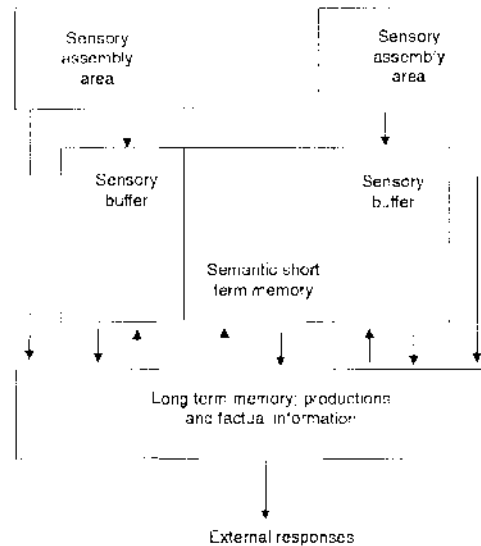 Sensory
assembly
area
Sensory
assembly
area
Sensory
buffer
Sensory
buffer
Semantic short
term memory
Long term memory; productions
and factual information
External responses